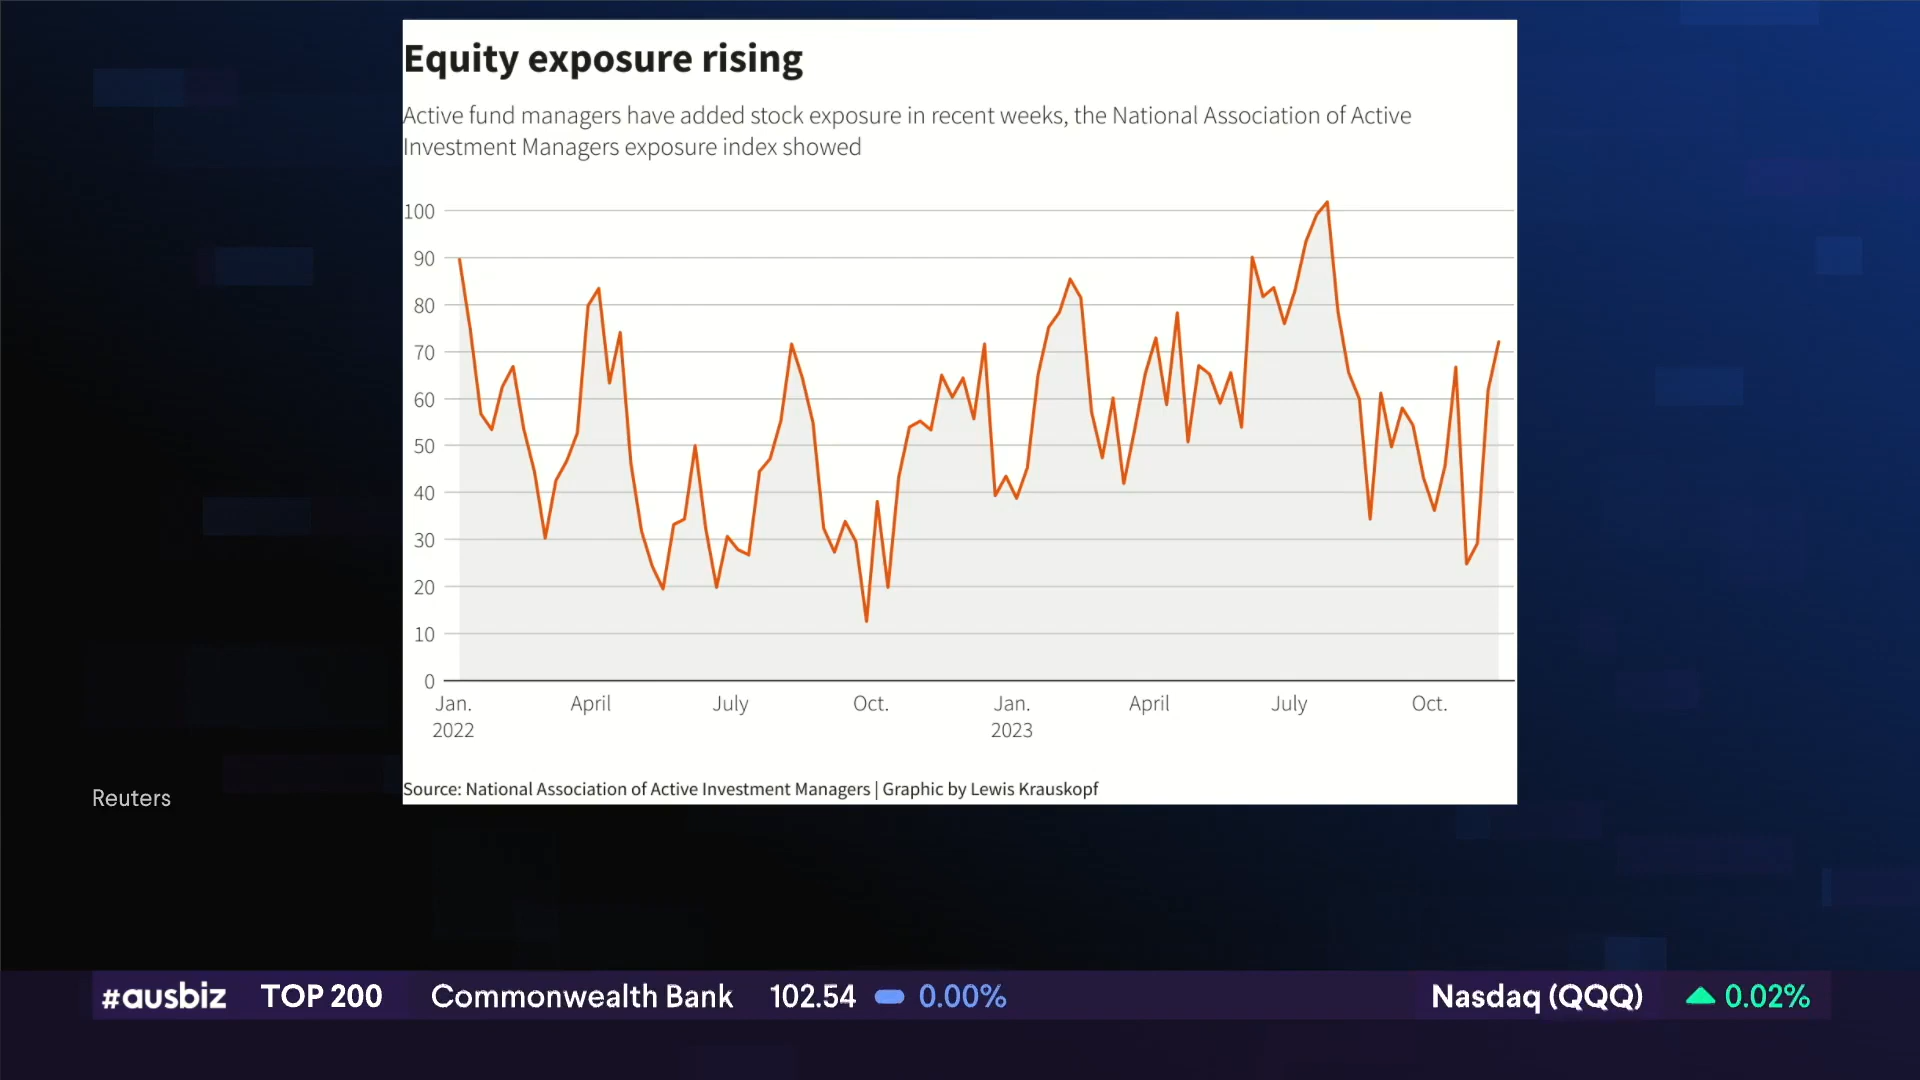 Equity exposure rising
Active fund managers have added stock exposure in recent weeks, the National Association of Active
Investment Managers exposure index showed
100
90
80
70
60
50
40
30
20
10
0
Jan. April July Oct. Jan. April July Oct.
2022 2023
Source: National Association of Active Investment Managers | Graphic by Lewis Krauskopf
Reuters
#ausbiz TOP 200 Commonwealth Bank 102.54 0.00% Nasdaq (QQQ) 0.02%